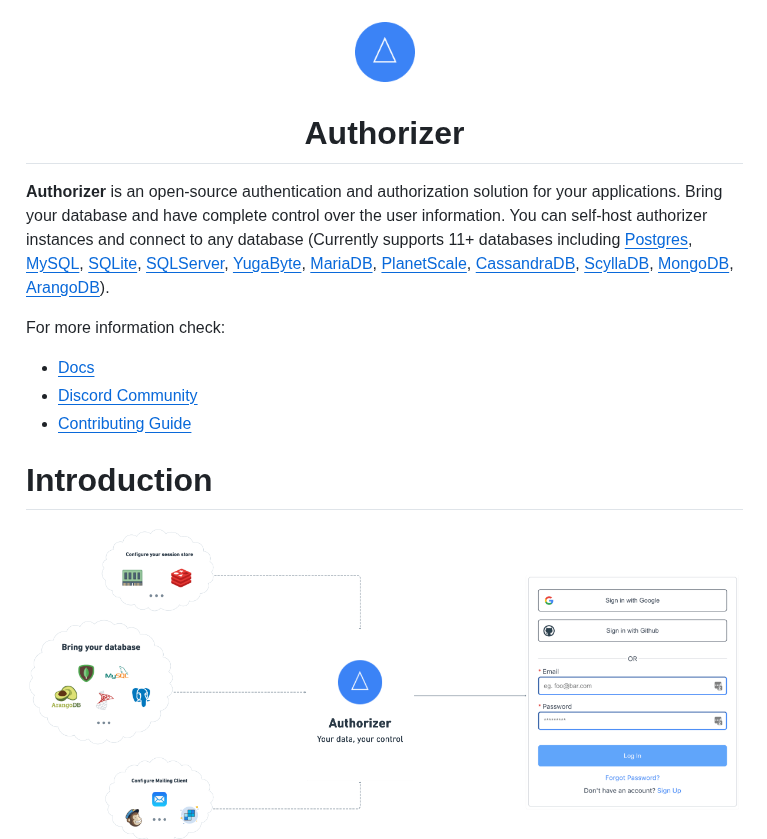 Authorizer
Authorizer is an open-source authentication and authorization solution for your applications. Bring
your database and have complete control over the user information. You can self-host authorizer
instances and connect to any database (Currently supports 11+ databases including Postgres,
MySQL, SQLite, SQLServer, YugaByte, MariaDB, PlanetScale, CassandraDB, ScyllaDB, MongoDB,
ArangoDB).
For more information check:
Docs
Discord Community
Contributing Guide
Introduction
Configure your session store
Bring your database
MySQL
ArangoDB
Configure Mailing Client
Authorizer
Your data, your control
Sign in with Google
Sign in with Github
OR
* Email
eg. foo@bar.com
* Password
*********
Log In
Forgot Password?
Don't have an account? Sign Up